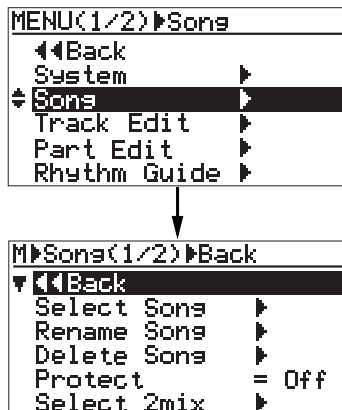 MENU(1/2)▶Song
◀◀Back
System ▶
Song ▶
Track Edit ▶
Part Edit ▶
Rhythm Guide ▶
M▶Song(1/2)▶Back
◀◀Back
Select Song ▶
Rename Song ▶
Delete Song ▶
Protect = Off
Select 2mix ▶